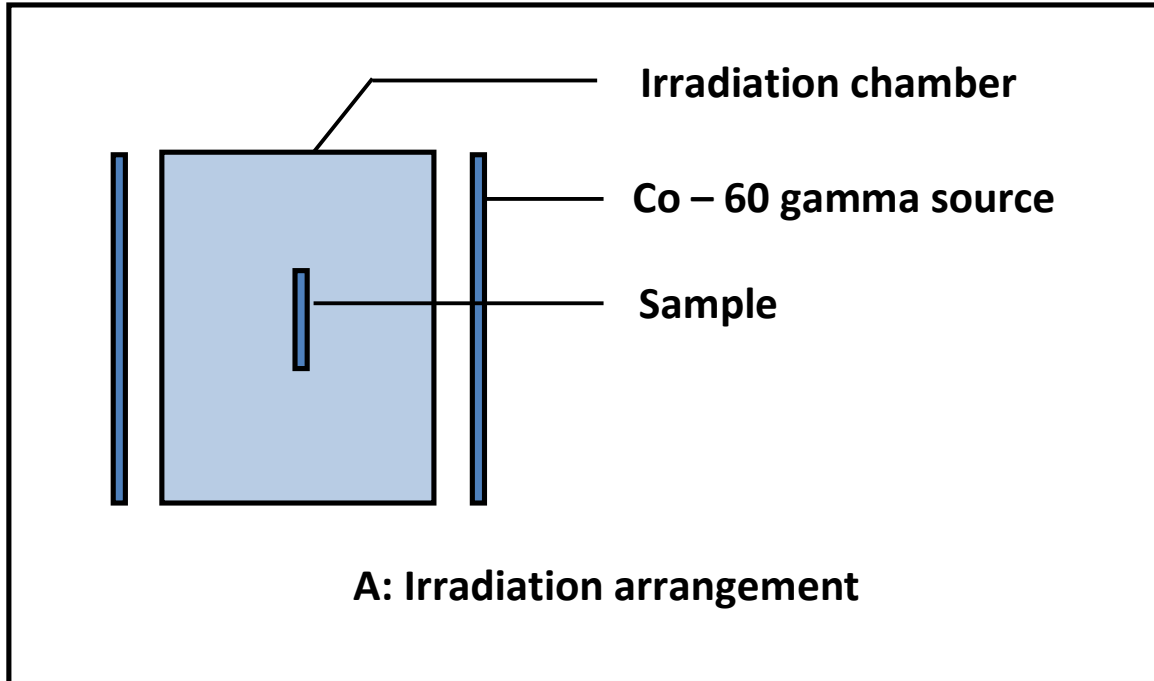 Irradiation chamber
Co – 60 gamma source
Sample
A: Irradiation arrangement